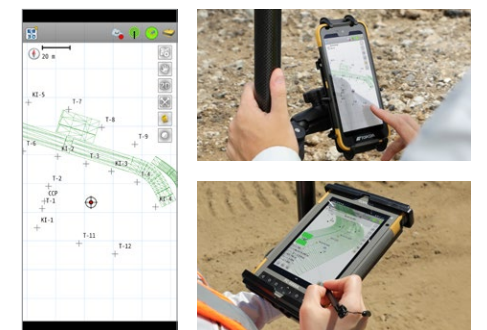 20 m
KI-5
T-7
T-8
T-9
T-6
KI-2
T-3
KI-3
T-4
T-2
CCP
T-1
KI-4
KI-1
T-11
T-12
TOPCON